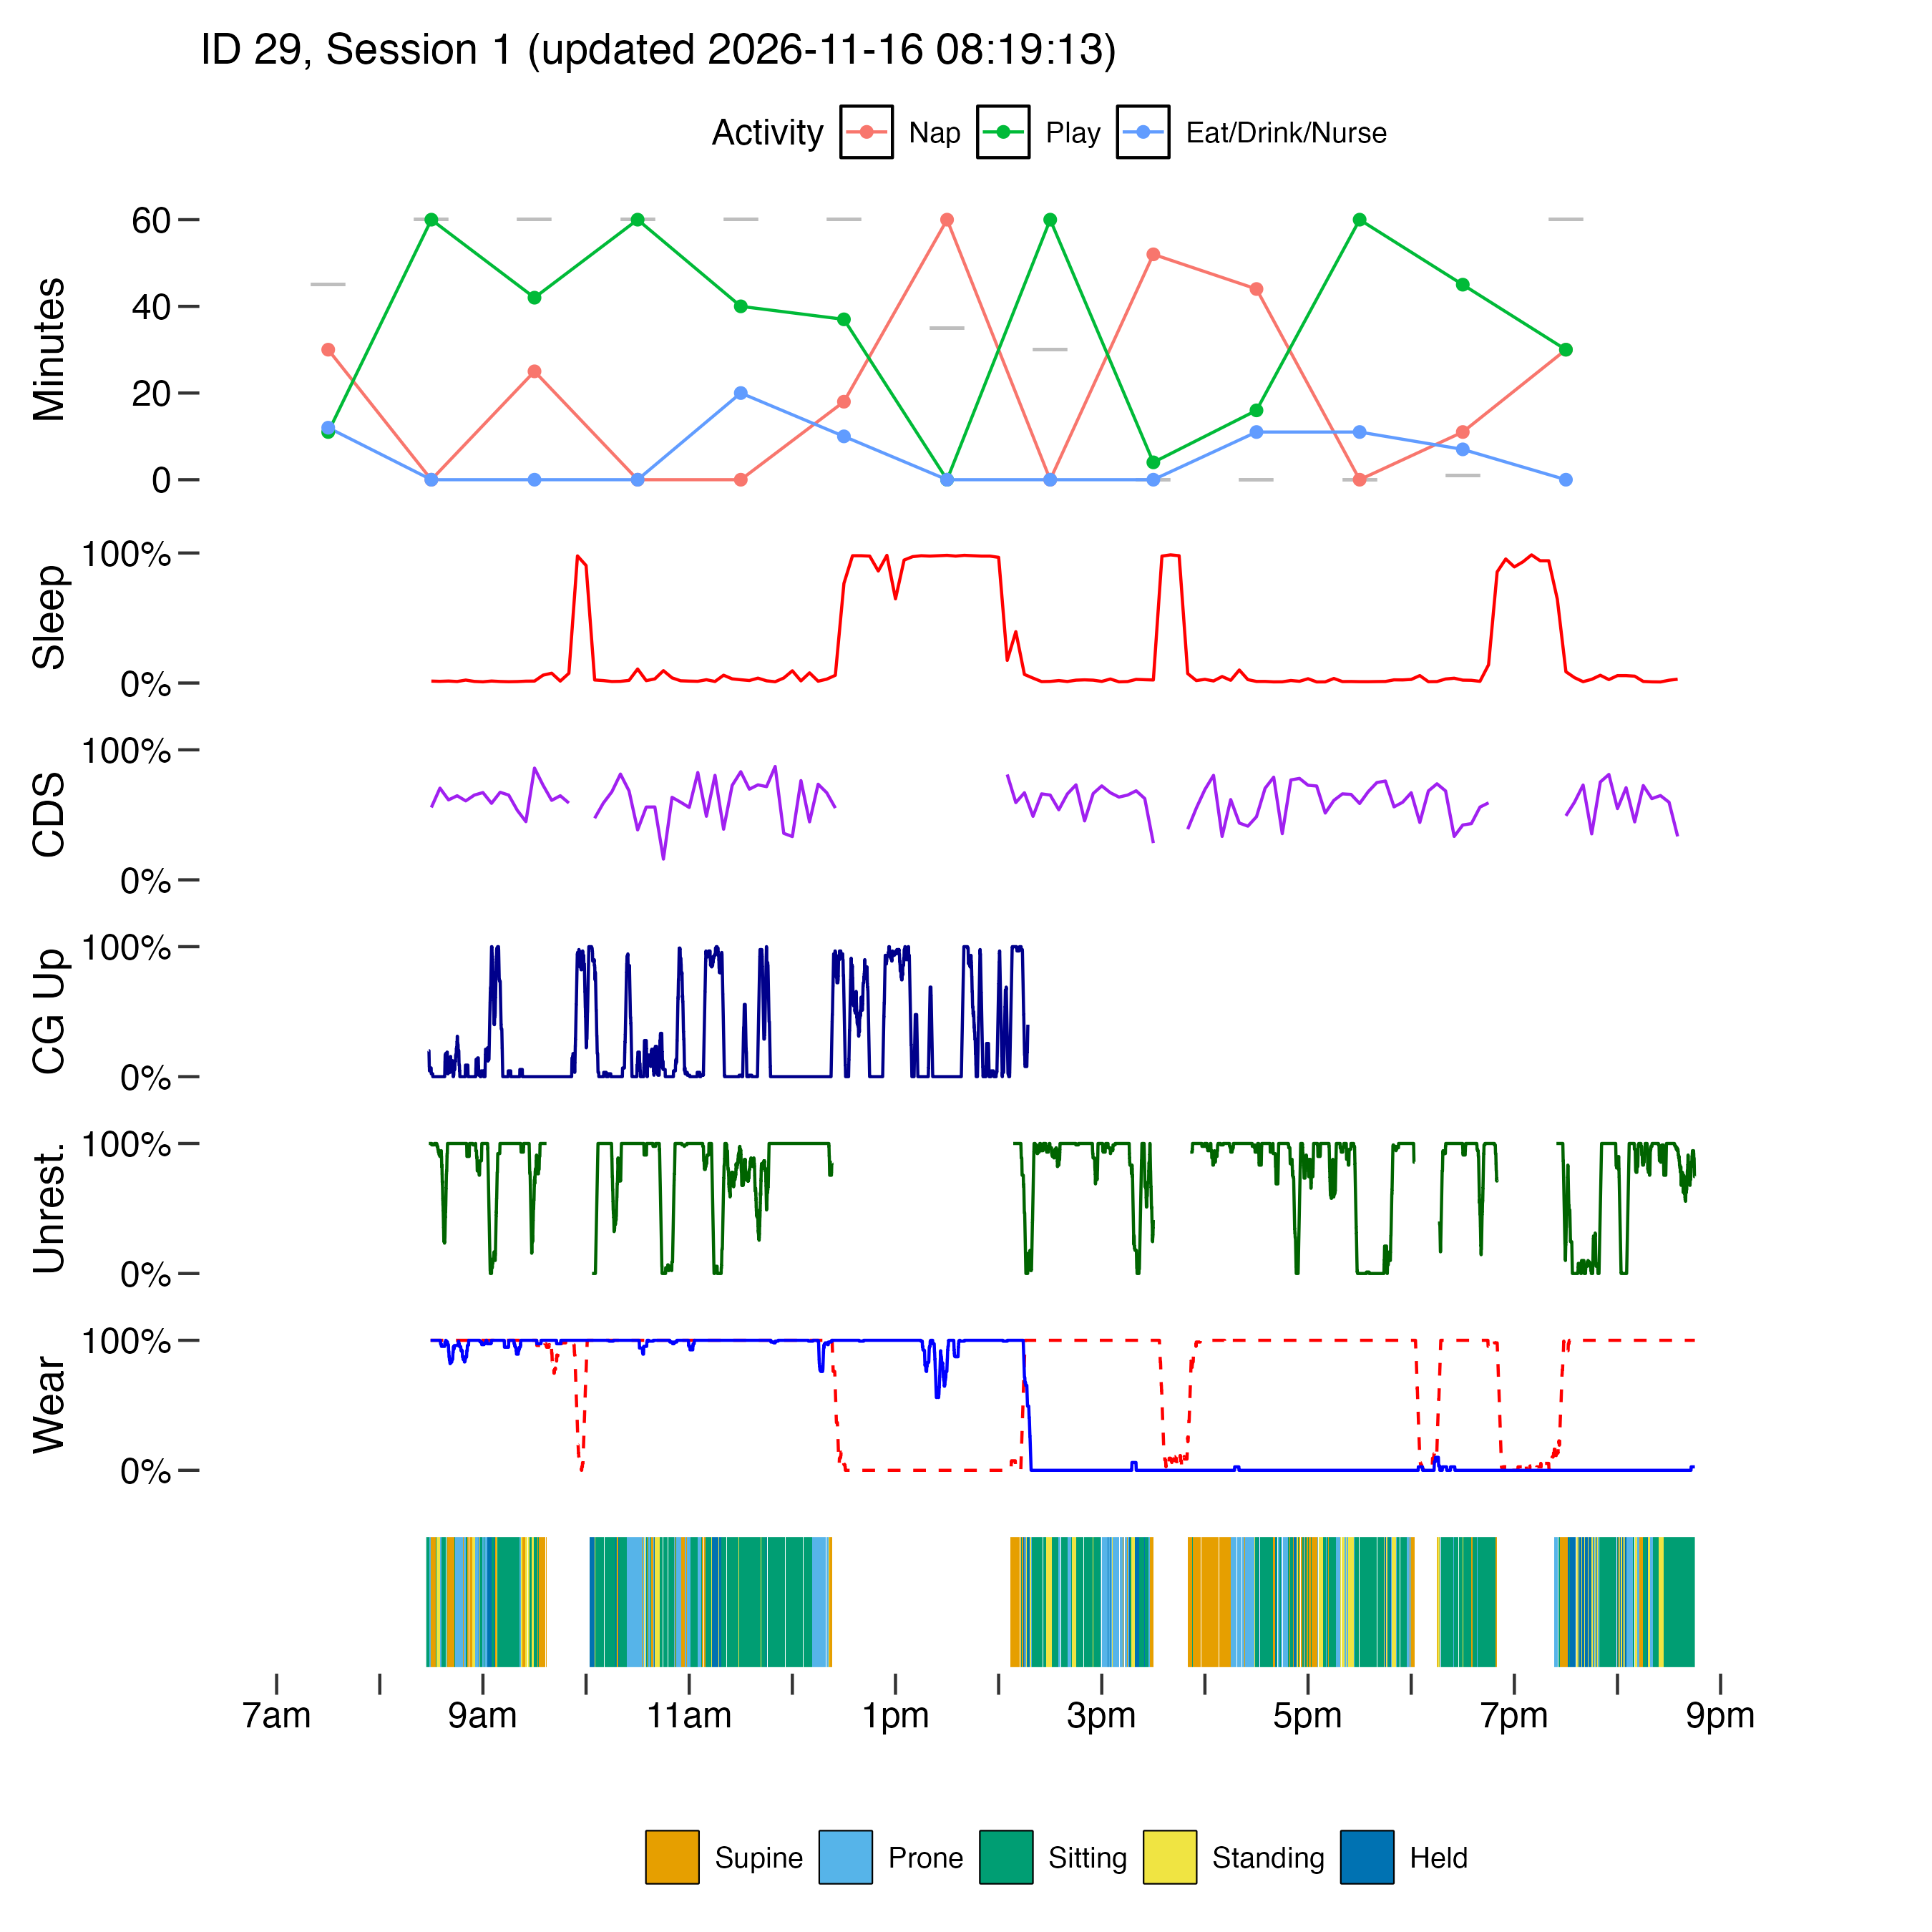 ID 29, Session 1 (updated 2026-11-16 08:19:13)
Activity Nap Play Eat/Drink/Nurse
Minutes
60
40
20
0
Sleep
100%
0%
CDS
100%
0%
CG Up
100%
0%
Unrest.
100%
0%
Wear
100%
0%
7am 9am 11am 1pm 3pm 5pm 7pm 9pm
Supine Prone Sitting Standing Held